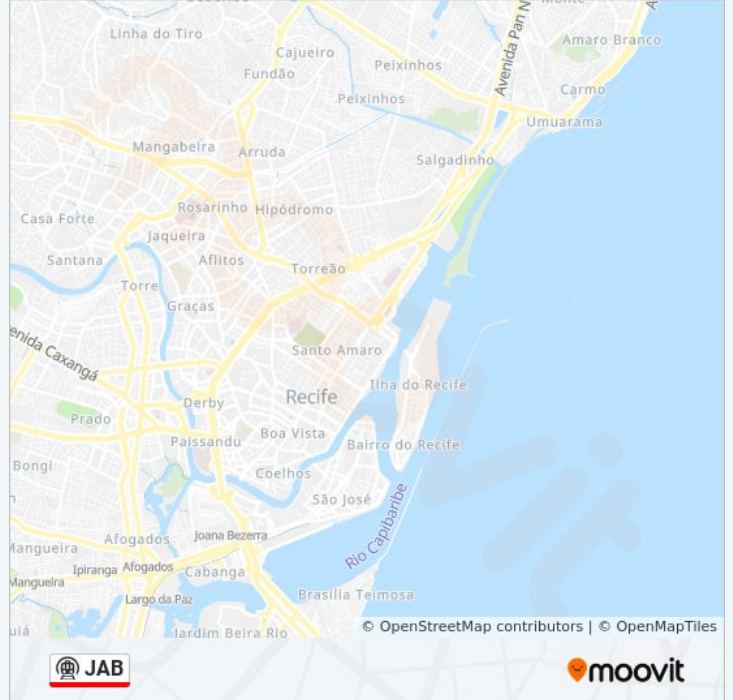 Linha do Tiro
Cajueiro
Fundão
Peixinhos
Peixinhos
Avenida Pan N
Amaro Branco
Carmo
Umuarama
Mangabeira
Arruda
Salgadinho
Casa Forte
Rosarinho
Hipódromo
Jaqueira
Santana
Aflitos
Torreão
Torre
Graças
enida Caxangá
Santo Amaro
Ilha do Recife
Recife
Derby
Prado
Boa Vista
Paissandu
Bairro do Recife
Bongi
Coelhos
São José
Rio Capibaribe
Joana Bezerra
Afogados
Mangueira
Ipiranga
Afogados
Cabanga
Mangueira
Largo da Paz
Brasília Teimosa
uiá
Jardim Beira Rio
© OpenStreetMap contributors | © OpenMapTiles
JAB
moovit